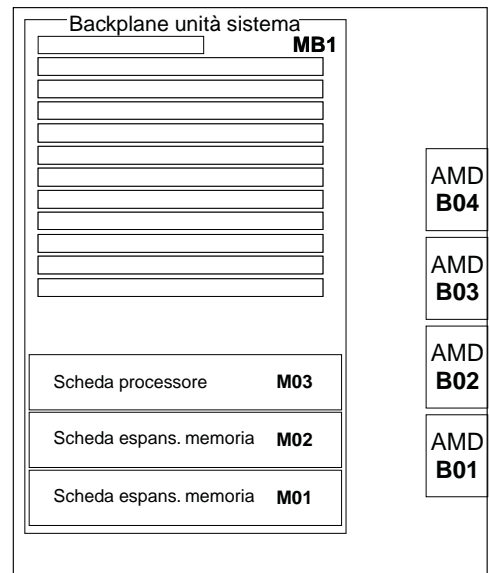 Backplane unità sistema
MB1
AMD
B04
AMD
B03
AMD
B02
Scheda processore M03
Scheda espans. memoria M02
AMD
B01
Scheda espans. memoria M01